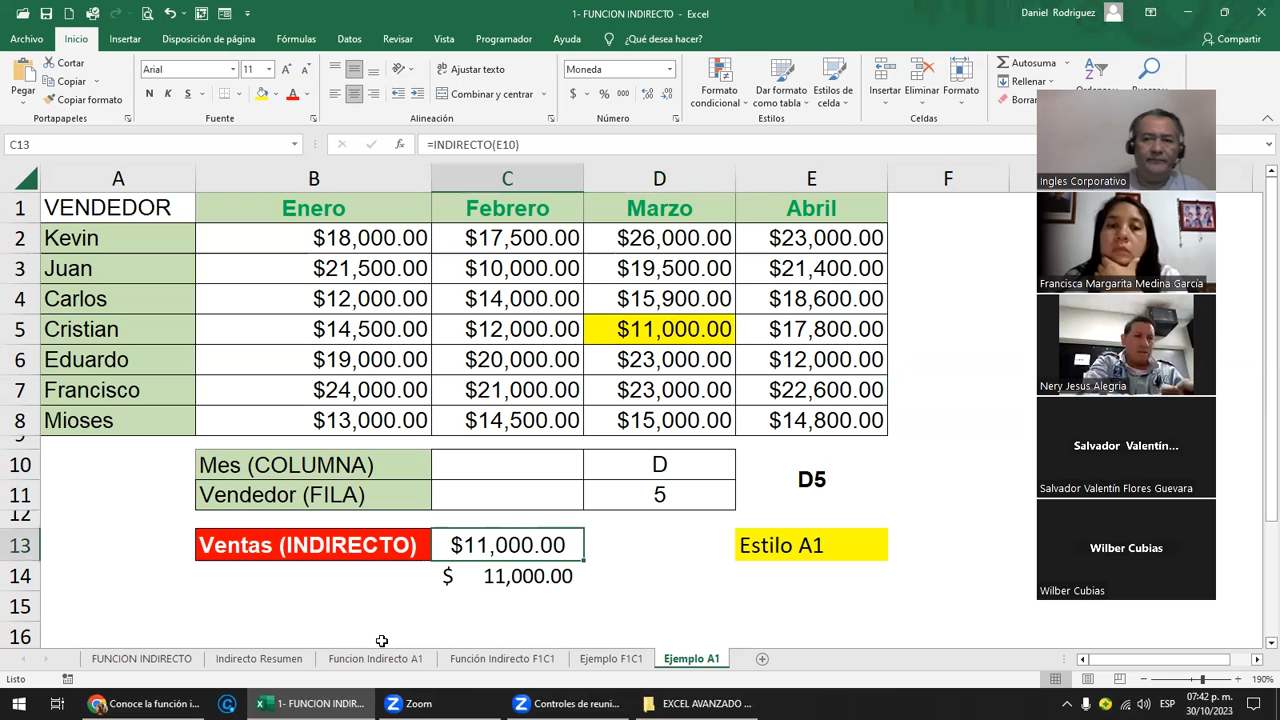 1- FUNCION INDIRECTO - Excel
Daniel Rodriguez
Archivo Inicio Insertar Disposición de página Fórmulas Datos Revisar Vista Programador Ayuda ¿Qué desea hacer? Compartir
Pegar
Cortar
Copiar
Copiar formato
Portapapeles
Arial 11
N K S
Fuente
Ajustar texto
Combinar y centrar
Alineación
Moneda
$ % 000
Número
Formato condicional
Dar formato como tabla
Estilos de celda
Estilos
Insertar Eliminar Formato
Celdas
Autosuma
Rellenar
C13 fx =INDIRECTO(E10)
A B C D E F
1 VENDEDOR Enero Febrero Marzo Abril
2 Kevin $18,000.00 $17,500.00 $26,000.00 $23,000.00
3 Juan $21,500.00 $10,000.00 $19,500.00 $21,400.00
4 Carlos $12,000.00 $14,000.00 $15,900.00 $18,600.00
5 Cristian $14,500.00 $12,000.00 $11,000.00 $17,800.00
6 Eduardo $19,000.00 $20,000.00 $23,000.00 $12,000.00
7 Francisco $24,000.00 $21,000.00 $23,000.00 $22,600.00
8 Mioses $13,000.00 $14,500.00 $15,000.00 $14,800.00
10 Mes (COLUMNA) D
D5
11 Vendedor (FILA) 5
12
13 Ventas (INDIRECTO) $11,000.00 Estilo A1
14 $ 11,000.00
15
16
Ingles Corporativo
Francisca Margarita Medina García
Nery Jesus Alegria
Salvador Valentín...
Salvador Valentín Flores Guevara
Wilber Cubias
Wilber Cubias
FUNCION INDIRECTO Indirecto Resumen Funcion Indirecto A1 Función Indirecto F1C1 Ejemplo F1C1 Ejemplo A1
Listo
190%
Conoce la función i...
1- FUNCION INDIR...
Zoom
Controles de reuni...
EXCEL AVANZADO ...
ESP
07:42 p. m.
30/10/2023